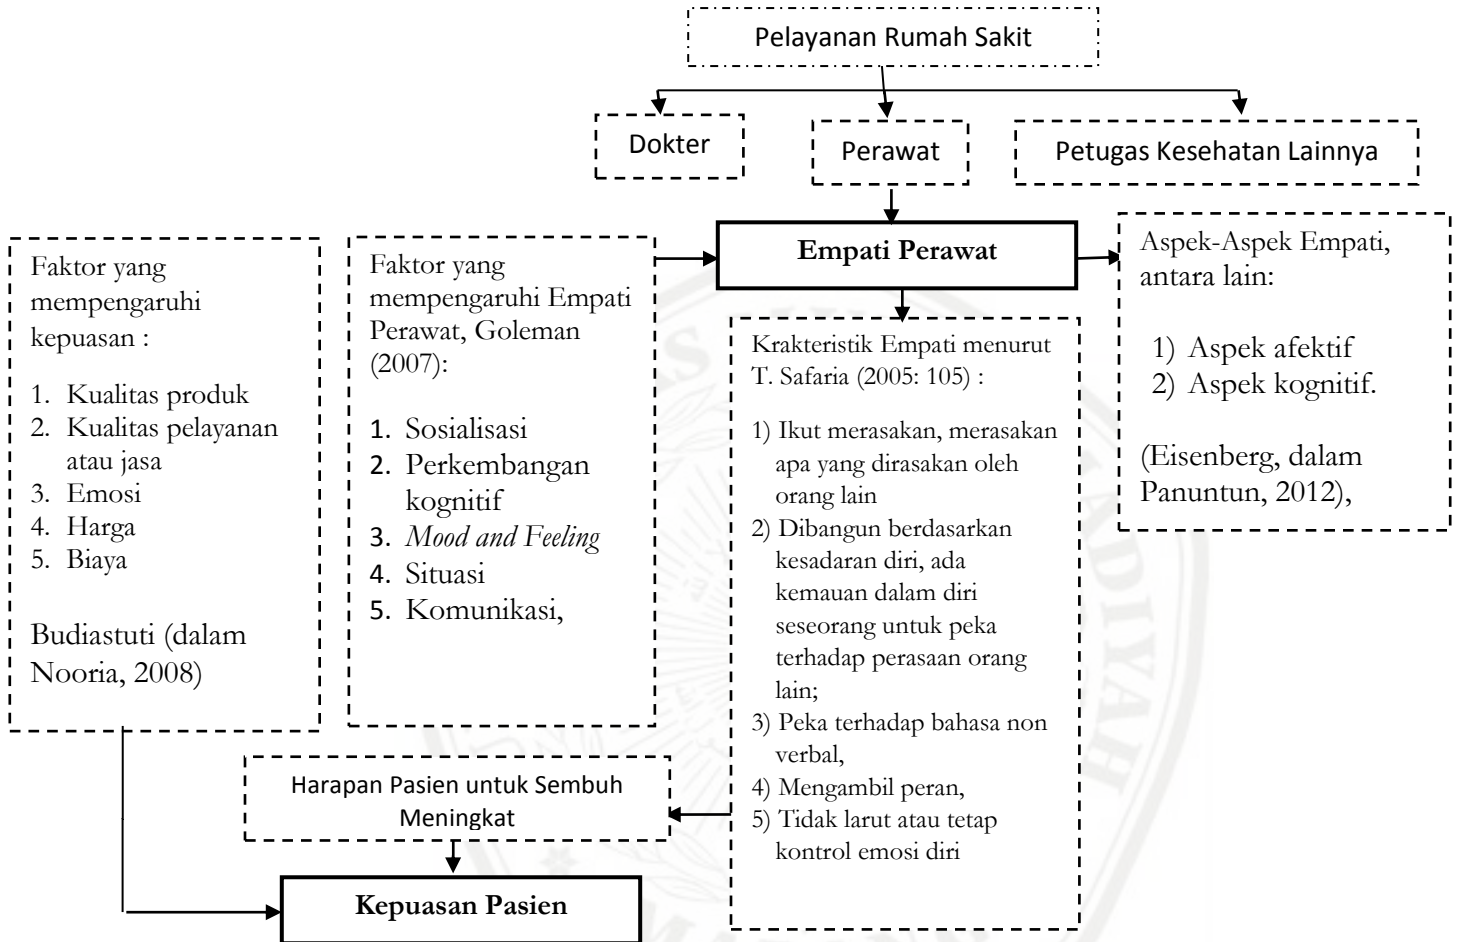 Pelayanan Rumah Sakit
Dokter
Perawat
Petugas Kesehatan Lainnya
Faktor yang
mempengaruhi
kepuasan :
1. Kualitas produk
2. Kualitas pelayanan
atau jasa
3. Emosi
4. Harga
5. Biaya
Budiastuti (dalam
Nooria, 2008)
Faktor yang
mempengaruhi Empati
Perawat, Goleman
(2007):
1. Sosialisasi
2. Perkembangan
kognitif
3. Mood and Feeling
4. Situasi
5. Komunikasi,
Empati Perawat
Krakteristik Empati menurut
T. Safaria (2005: 105) :
1) Ikut merasakan, merasakan
apa yang dirasakan oleh
orang lain
2) Dibangun berdasarkan
kesadaran diri, ada
kemauan dalam diri
seseorang untuk peka
terhadap perasaan orang
lain;
3) Peka terhadap bahasa non
verbal,
4) Mengambil peran,
5) Tidak larut atau tetap
kontrol emosi diri
Aspek-Aspek Empati,
antara lain:
1) Aspek afektif
2) Aspek kognitif.
(Eisenberg, dalam
Panuntun, 2012),
Harapan Pasien untuk Sembuh
Meningkat
Kepuasan Pasien